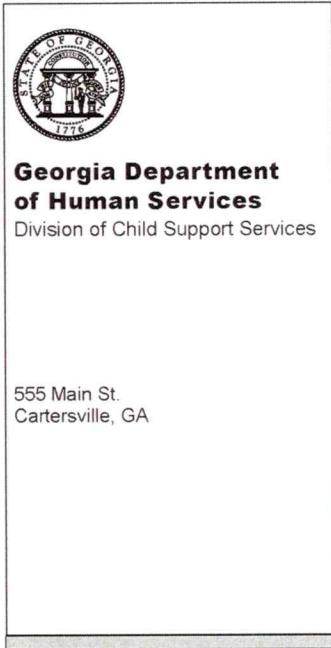 STATE OF GEORGIA
CONSTITUTION
1776
Georgia Department
of Human Services
Division of Child Support Services
555 Main St.
Cartersville, GA